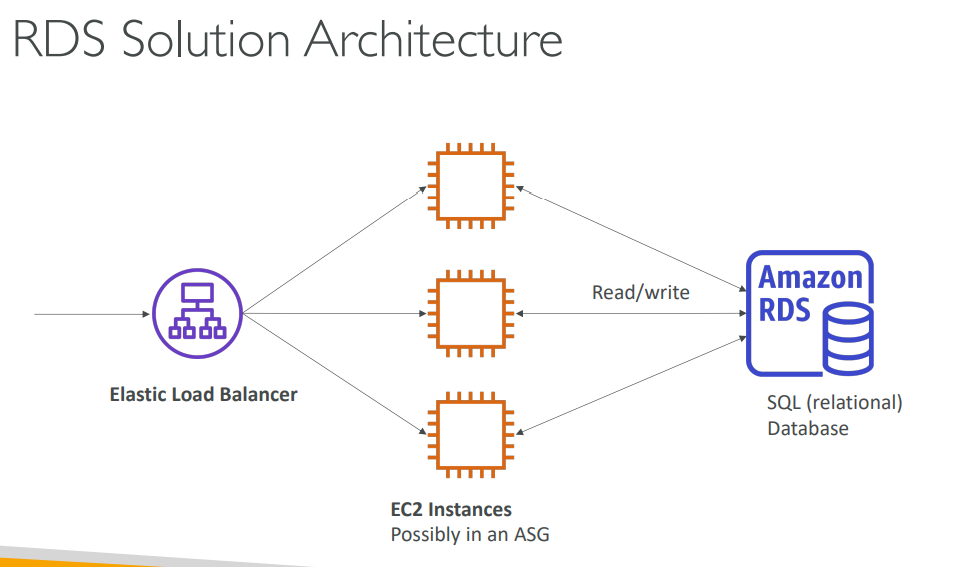 RDS Solution Architecture
Read/write
Amazon
RDS
Elastic Load Balancer
SQL (relational)
Database
EC2 Instances
Possibly in an ASG